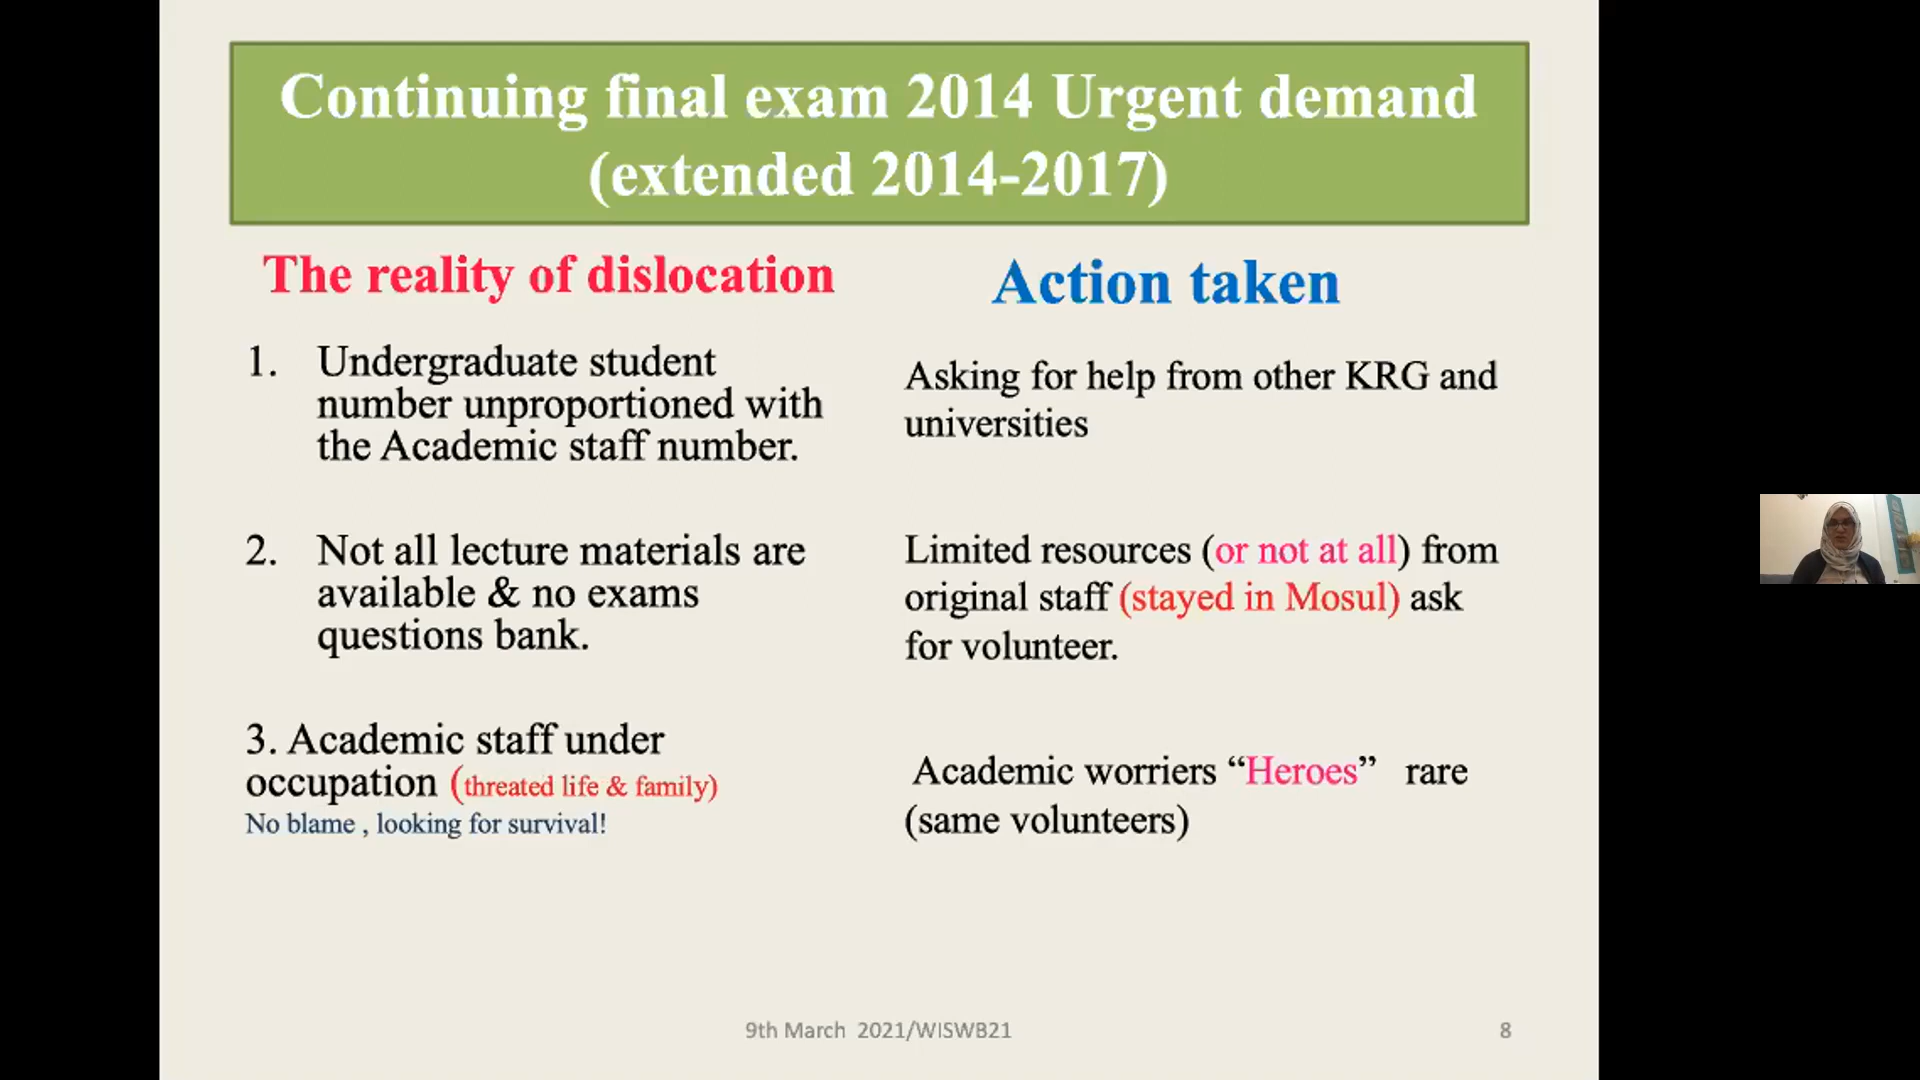 Continuing final exam 2014 Urgent demand
(extended 2014-2017)
The reality of dislocation
1. Undergraduate student
number unproportioned with
the Academic staff number.
2. Not all lecture materials are
available & no exams
questions bank.
3. Academic staff under
occupation (threated life & family)
No blame , looking for survival!
Action taken
Asking for help from other KRG and
universities
Limited resources (or not at all) from
original staff (stayed in Mosul) ask
for volunteer.
Academic worriers “Heroes” rare
(same volunteers)
9th March 2021/WISWB21
8